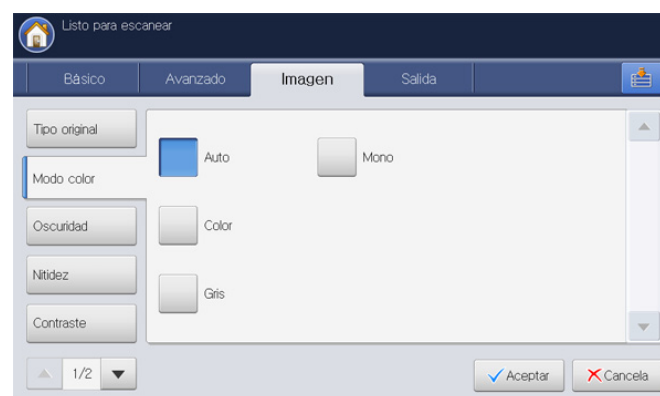 Listo para escanear
Básico
Avanzado
Imagen
Salida
Tipo original
Modo color
Oscuridad
Nitidez
Contraste
1/2
Auto
Mono
Color
Gris
Aceptar
Cancela